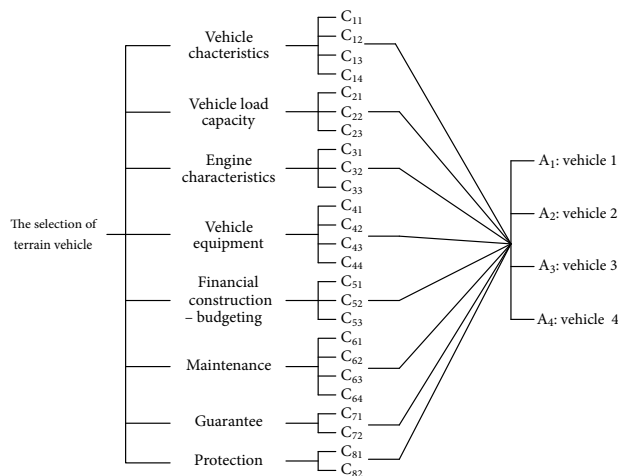 The selection of
terrain vehicle
Vehicle
chacteristics
C11
C12
C13
C14
Vehicle load
capacity
C21
C22
C23
Engine
characteristics
C31
C32
C33
Vehicle
equipment
C41
C42
C43
C44
Financial
construction
– budgeting
C51
C52
C53
Maintenance
C61
C62
C63
C64
Guarantee
C71
C72
Protection
C81
C82
A1: vehicle 1
A2: vehicle 2
A3: vehicle 3
A4: vehicle 4